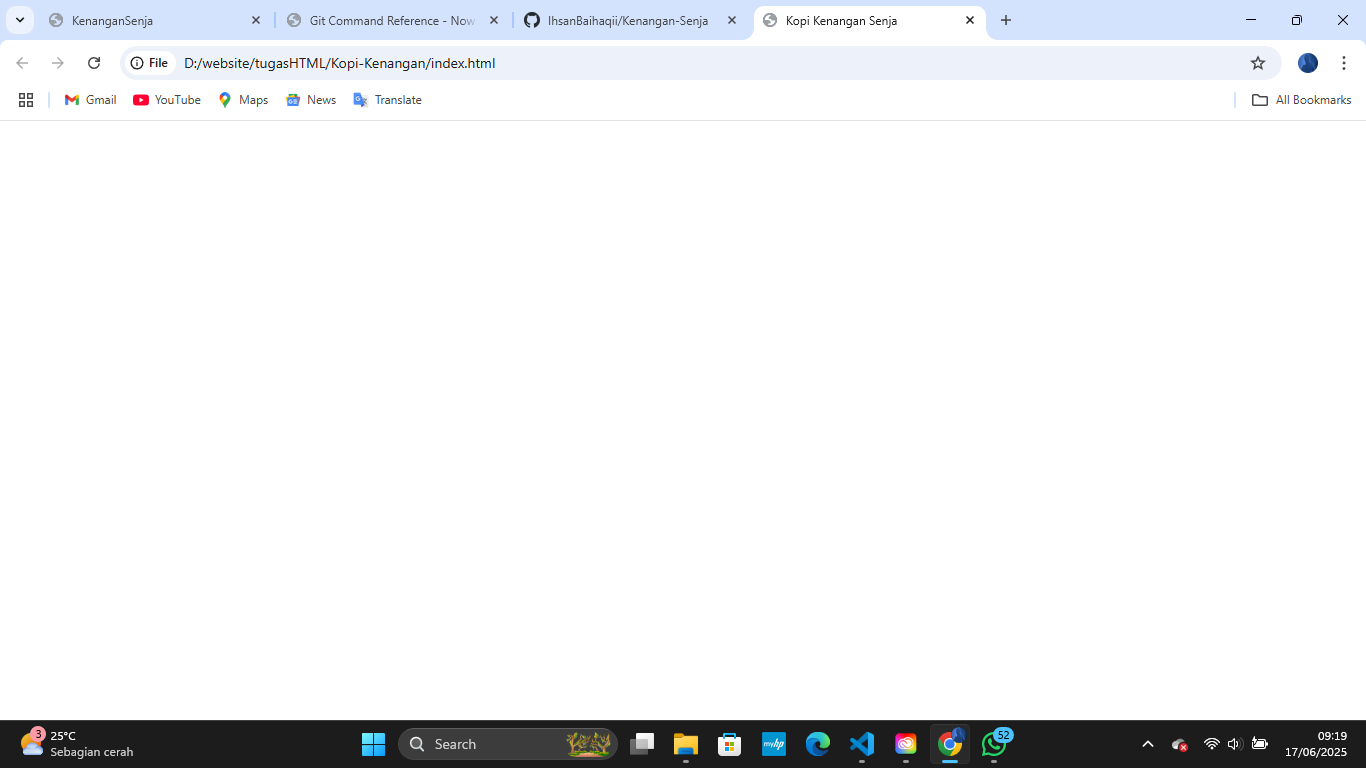 KenanganSenja
Git Command Reference - Now
IhsanBaihaqii/Kenangan-Senja
Kopi Kenangan Senja
File
D:/website/tugasHTML/Kopi-Kenangan/index.html
Gmail
YouTube
Maps
News
Translate
All Bookmarks
3
25°C
Sebagian cerah
Search
myhp
52
09:19
17/06/2025